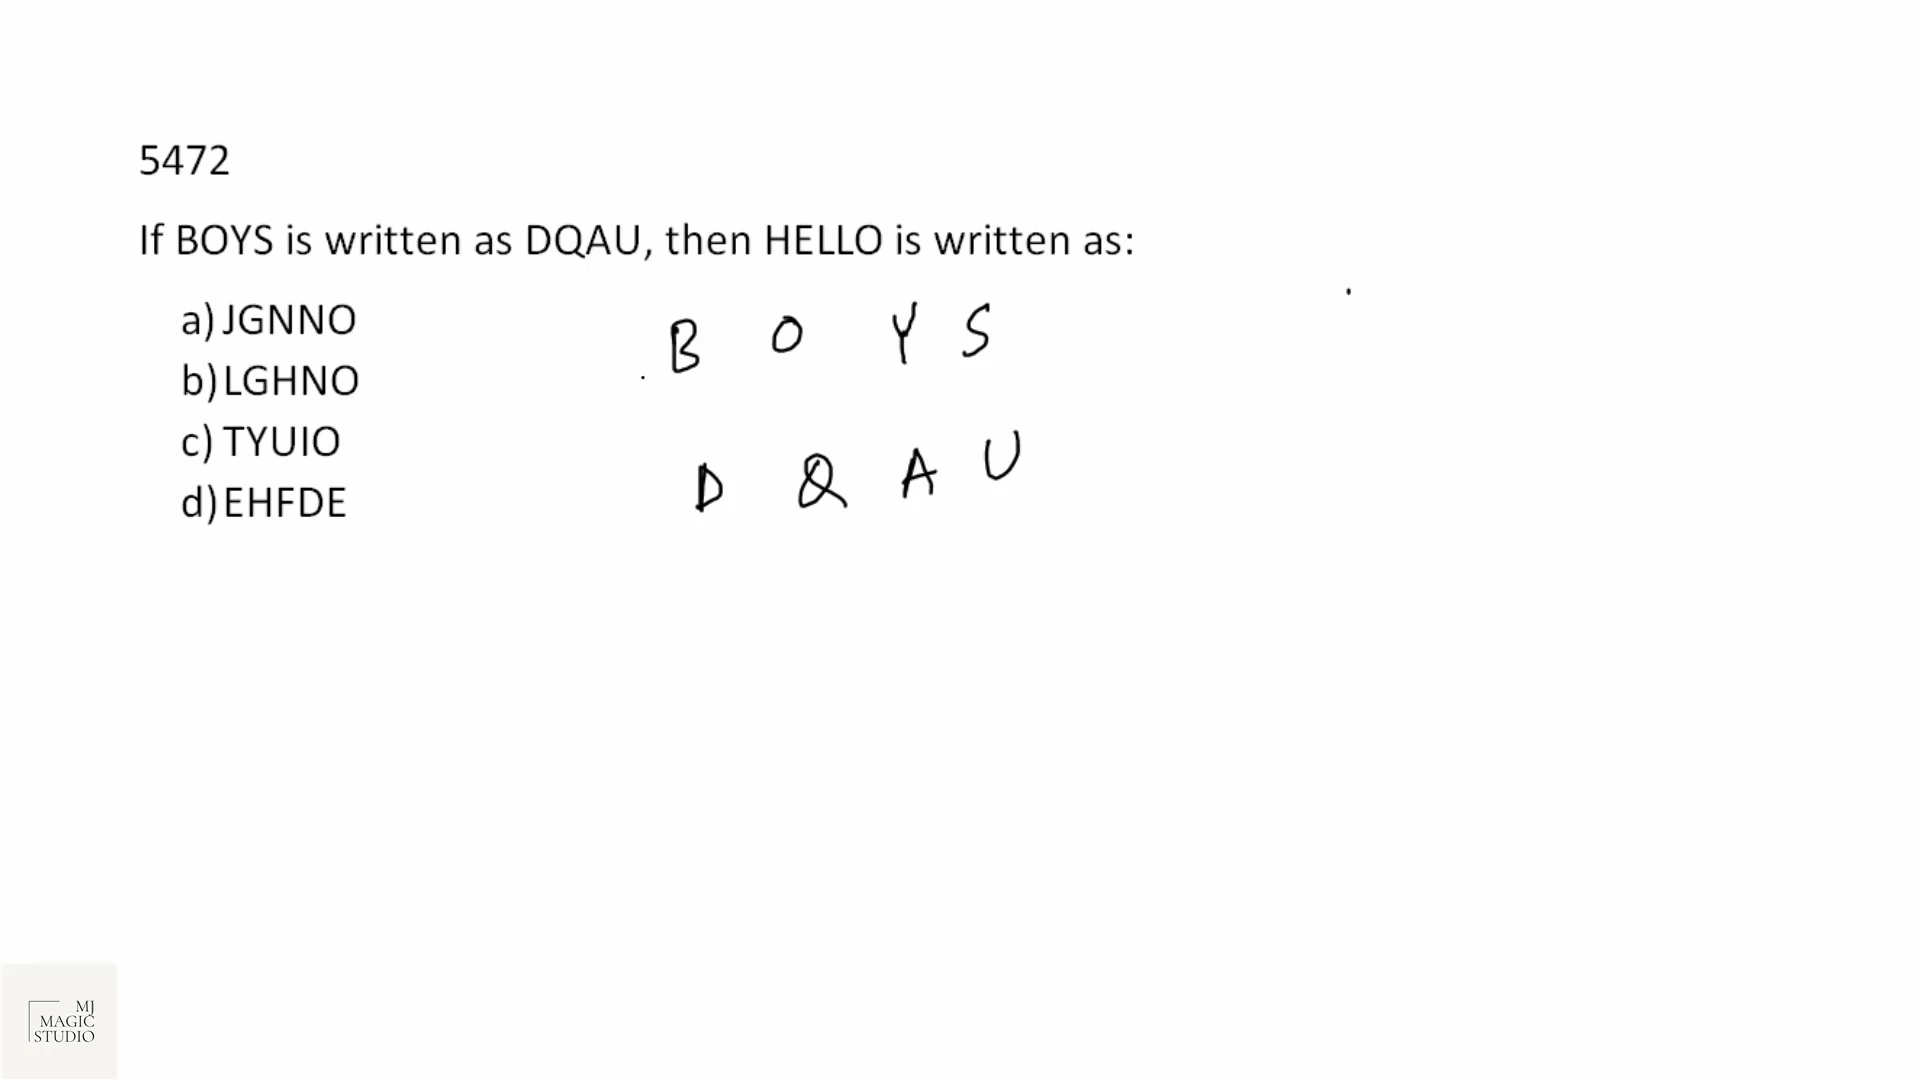 5472
If BOYS is written as DQAU, then HELLO is written as:
a) JGNNO
b) LGHNO
c) TYUIO
d) EHFDE
B O Y S
D Q A U
MJ
MAGIC
STUDIO